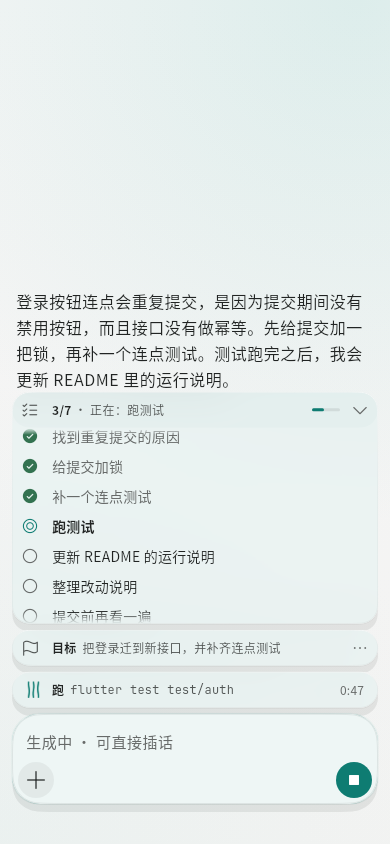 登录按钮连点会重复提交，是因为提交期间没有
禁用按钮，而且接口没有做幂等。先给提交加一
把锁，再补一个连点测试。测试跑完之后，我会
更新 README 里的运行说明。
3/7 · 正在：跑测试
找到重复提交的原因
给提交加锁
补一个连点测试
跑测试
更新 README 的运行说明
整理改动说明
提交前再看一遍
目标 把登录迁到新接口，并补齐连点测试
跑 flutter test test/auth 0:47
生成中 · 可直接插话